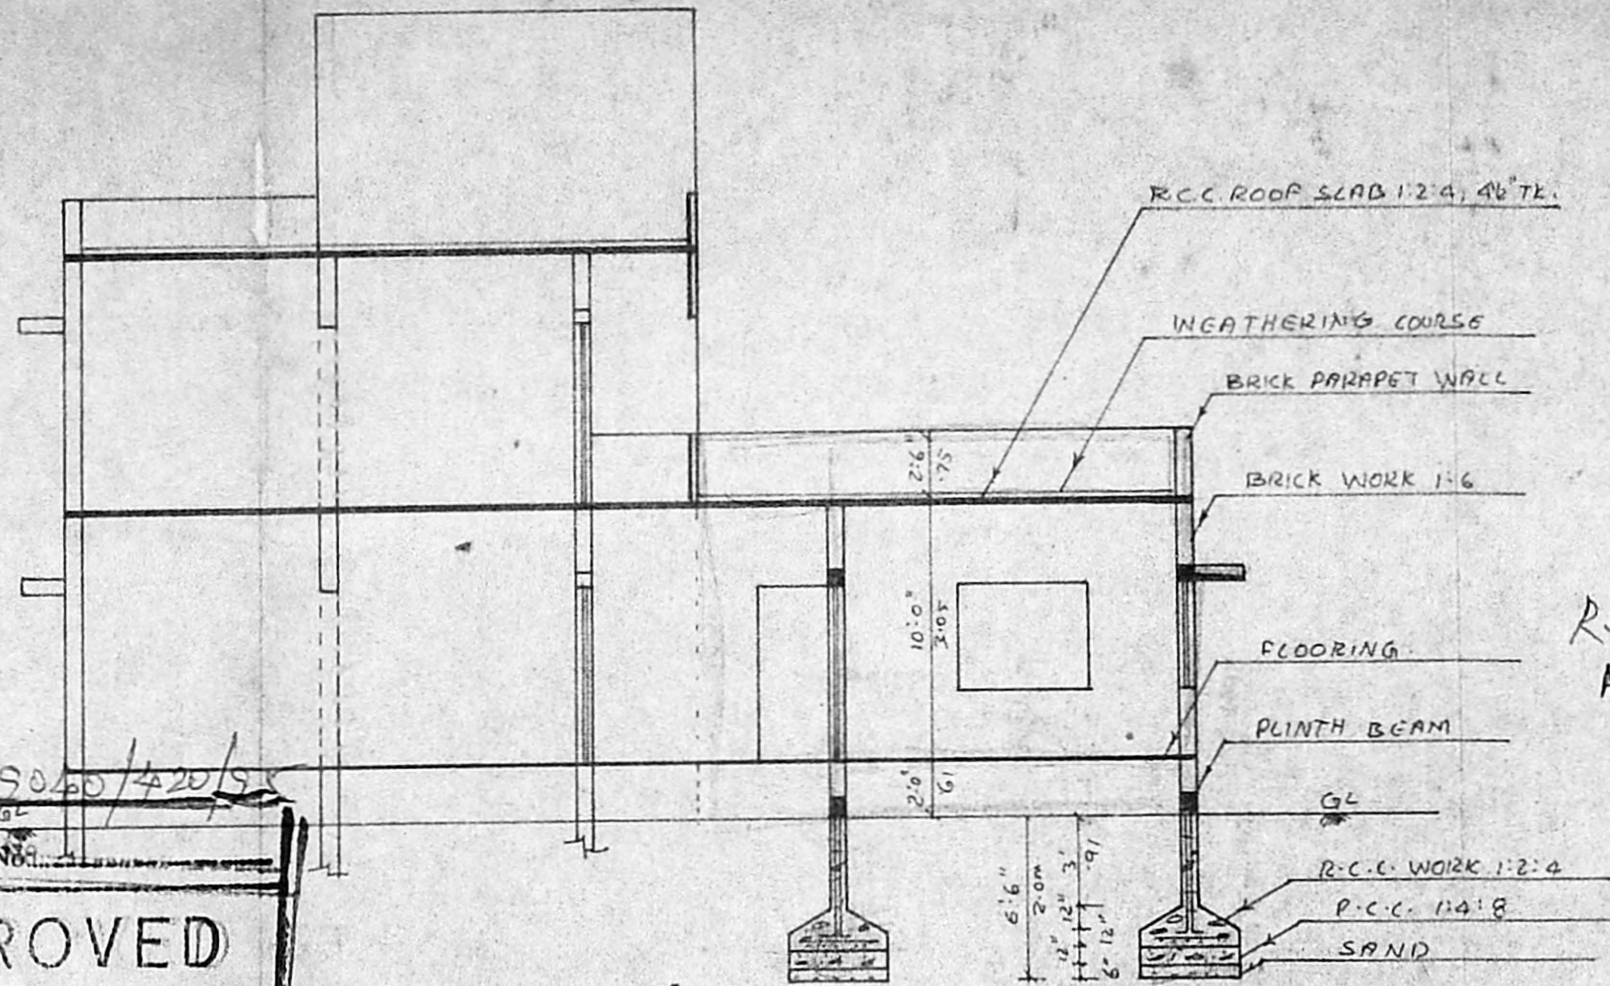 R.C.C. ROOF SLAB 1:2:4, 4½" TK.
WEATHERING COURSE
BRICK PARAPET WALL
2'6"
.75
BRICK WORK 1:6
10'.0"
3.05
R.
FLOORING.
PLINTH BEAM
2'.0"
.61
GL
GL
No.
6'.6"
2.0m
3'
.91
12"
12"
12"
6"
R.C.C. WORK 1:2:4
P.C.C. 1:4:8
SAND
ROVED